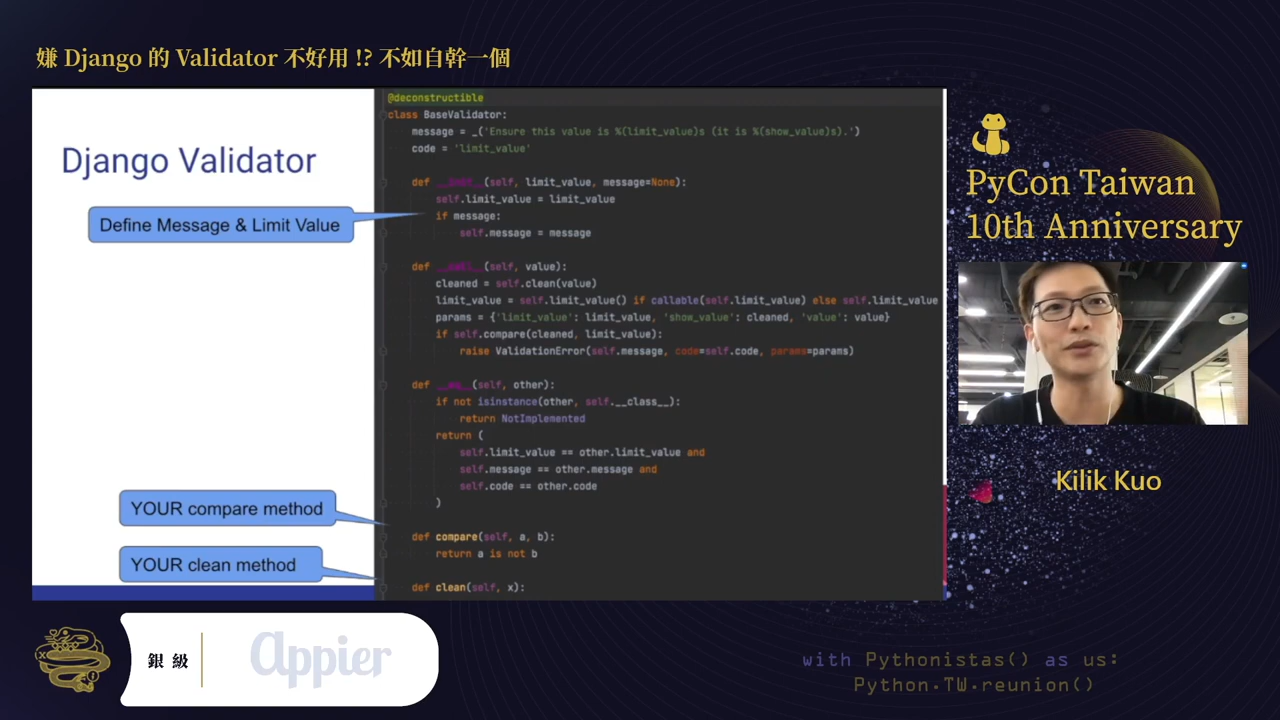 嫌 Django 的 Validator 不好用 !? 不如自幹一個
Django Validator
Define Message & Limit Value
YOUR compare method
YOUR clean method
@deconstructible
class BaseValidator:
message = _('Ensure this value is %(limit_value)s (it is %(show_value)s).')
code = 'limit_value'
def __init__(self, limit_value, message=None):
self.limit_value = limit_value
if message:
self.message = message
def __call__(self, value):
cleaned = self.clean(value)
limit_value = self.limit_value() if callable(self.limit_value) else self.limit_value
params = {'limit_value': limit_value, 'show_value': cleaned, 'value': value}
if self.compare(cleaned, limit_value):
raise ValidationError(self.message, code=self.code, params=params)
def __eq__(self, other):
if not isinstance(other, self.__class__):
return NotImplemented
return (
self.limit_value == other.limit_value and
self.message == other.message and
self.code == other.code
)
def compare(self, a, b):
return a is not b
def clean(self, x):
PyCon Taiwan
10th Anniversary
Kilik Kuo
銀 級
appier
with Pythonistas() as us:
Python.TW.reunion()